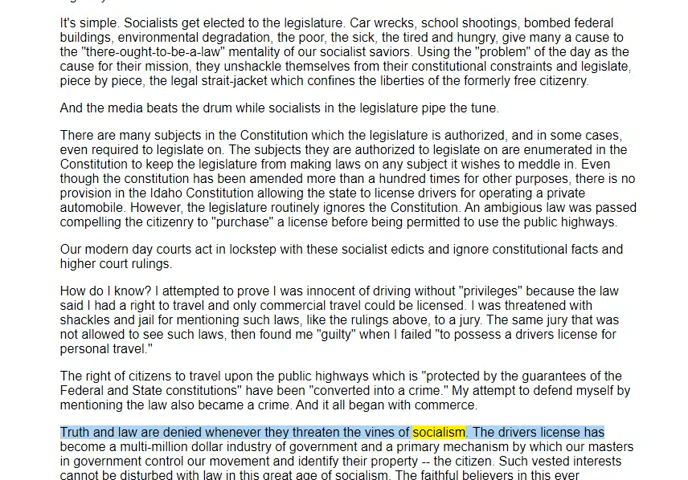 It's simple. Socialists get elected to the legislature. Car wrecks, school shootings, bombed federal
buildings, environmental degradation, the poor, the sick, the tired and hungry, give many a cause to
the "there-ought-to-be-a-law" mentality of our socialist saviors. Using the "problem" of the day as the
cause for their mission, they unshackle themselves from their constitutional constraints and legislate,
piece by piece, the legal strait-jacket which confines the liberties of the formerly free citizenry.
And the media beats the drum while socialists in the legislature pipe the tune.
There are many subjects in the Constitution which the legislature is authorized, and in some cases,
even required to legislate on. The subjects they are authorized to legislate on are enumerated in the
Constitution to keep the legislature from making laws on any subject it wishes to meddle in. Even
though the constitution has been amended more than a hundred times for other purposes, there is no
provision in the Idaho Constitution allowing the state to license drivers for operating a private
automobile. However, the legislature routinely ignores the Constitution. An ambigious law was passed
compelling the citizenry to "purchase" a license before being permitted to use the public highways.
Our modern day courts act in lockstep with these socialist edicts and ignore constitutional facts and
higher court rulings.
How do I know? I attempted to prove I was innocent of driving without "privileges" because the law
said I had a right to travel and only commercial travel could be licensed. I was threatened with
shackles and jail for mentioning such laws, like the rulings above, to a jury. The same jury that was
not allowed to see such laws, then found me "guilty" when I failed "to possess a drivers license for
personal travel."
The right of citizens to travel upon the public highways which is "protected by the guarantees of the
Federal and State constitutions" have been "converted into a crime." My attempt to defend myself by
mentioning the law also became a crime. And it all began with commerce.
Truth and law are denied whenever they threaten the vines of socialism. The drivers license has
become a multi-million dollar industry of government and a primary mechanism by which our masters
in government control our movement and identify their property -- the citizen. Such vested interests
cannot be disturbed with law in this great age of socialism. The faithful believers in this ever